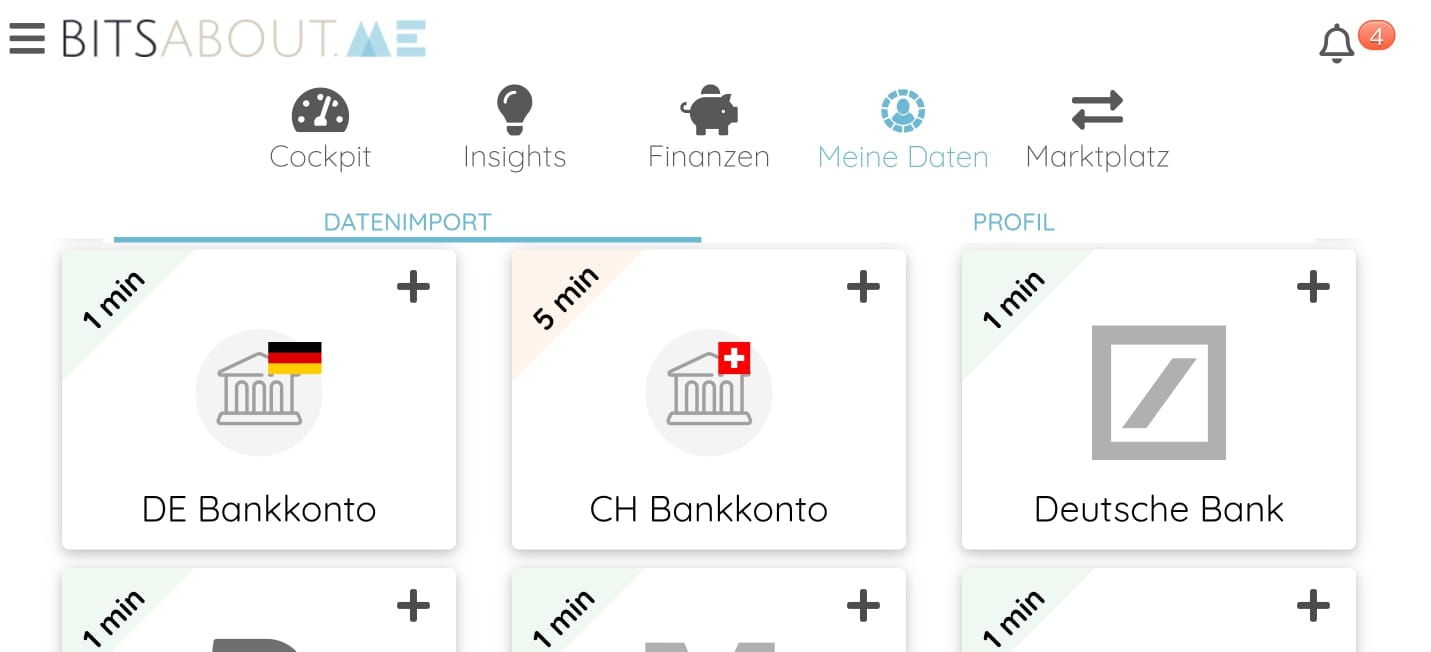 BITSABOUT.ME
4
Cockpit Insights Finanzen Meine Daten Marktplatz
DATENIMPORT PROFIL
1 min 5 min 1 min
DE Bankkonto CH Bankkonto Deutsche Bank
1 min 1 min 1 min